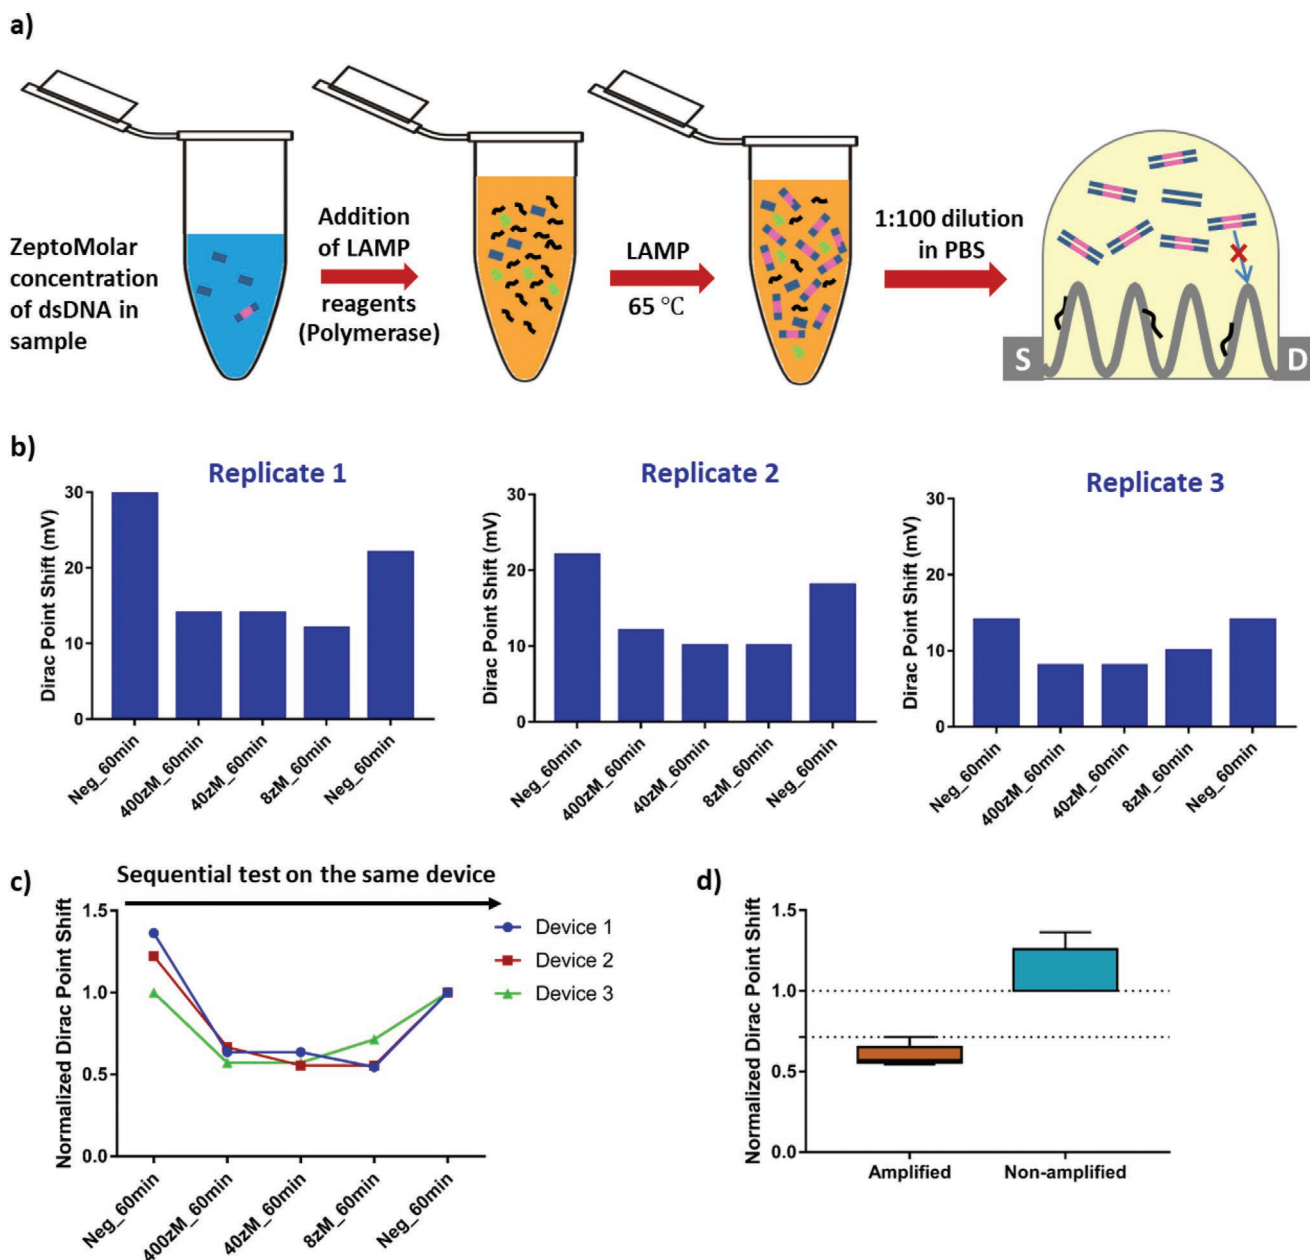 a)
ZeptoMolar
concentration
of dsDNA in
sample
Addition
of LAMP
reagents
(Polymerase)
LAMP
65 °C
1:100 dilution
in PBS
S
D
b)
Replicate 1
Dirac Point Shift (mV)
30
20
10
0
Neg_60min
400zM_60min
40zM_60min
8zM_60min
Neg_60min
Replicate 2
Dirac Point Shift (mV)
30
20
10
0
Neg_60min
400zM_60min
40zM_60min
8zM_60min
Neg_60min
Replicate 3
Dirac Point Shift (mV)
30
20
10
0
Neg_60min
400zM_60min
40zM_60min
8zM_60min
Neg_60min
c)
Sequential test on the same device
Normalized Dirac Point Shift
1.5
1.0
0.5
0.0
Neg_60min
400zM_60min
40zM_60min
8zM_60min
Neg_60min
Device 1
Device 2
Device 3
d)
Normalized Dirac Point Shift
1.5
1.0
0.5
0.0
Amplified
Non-amplified